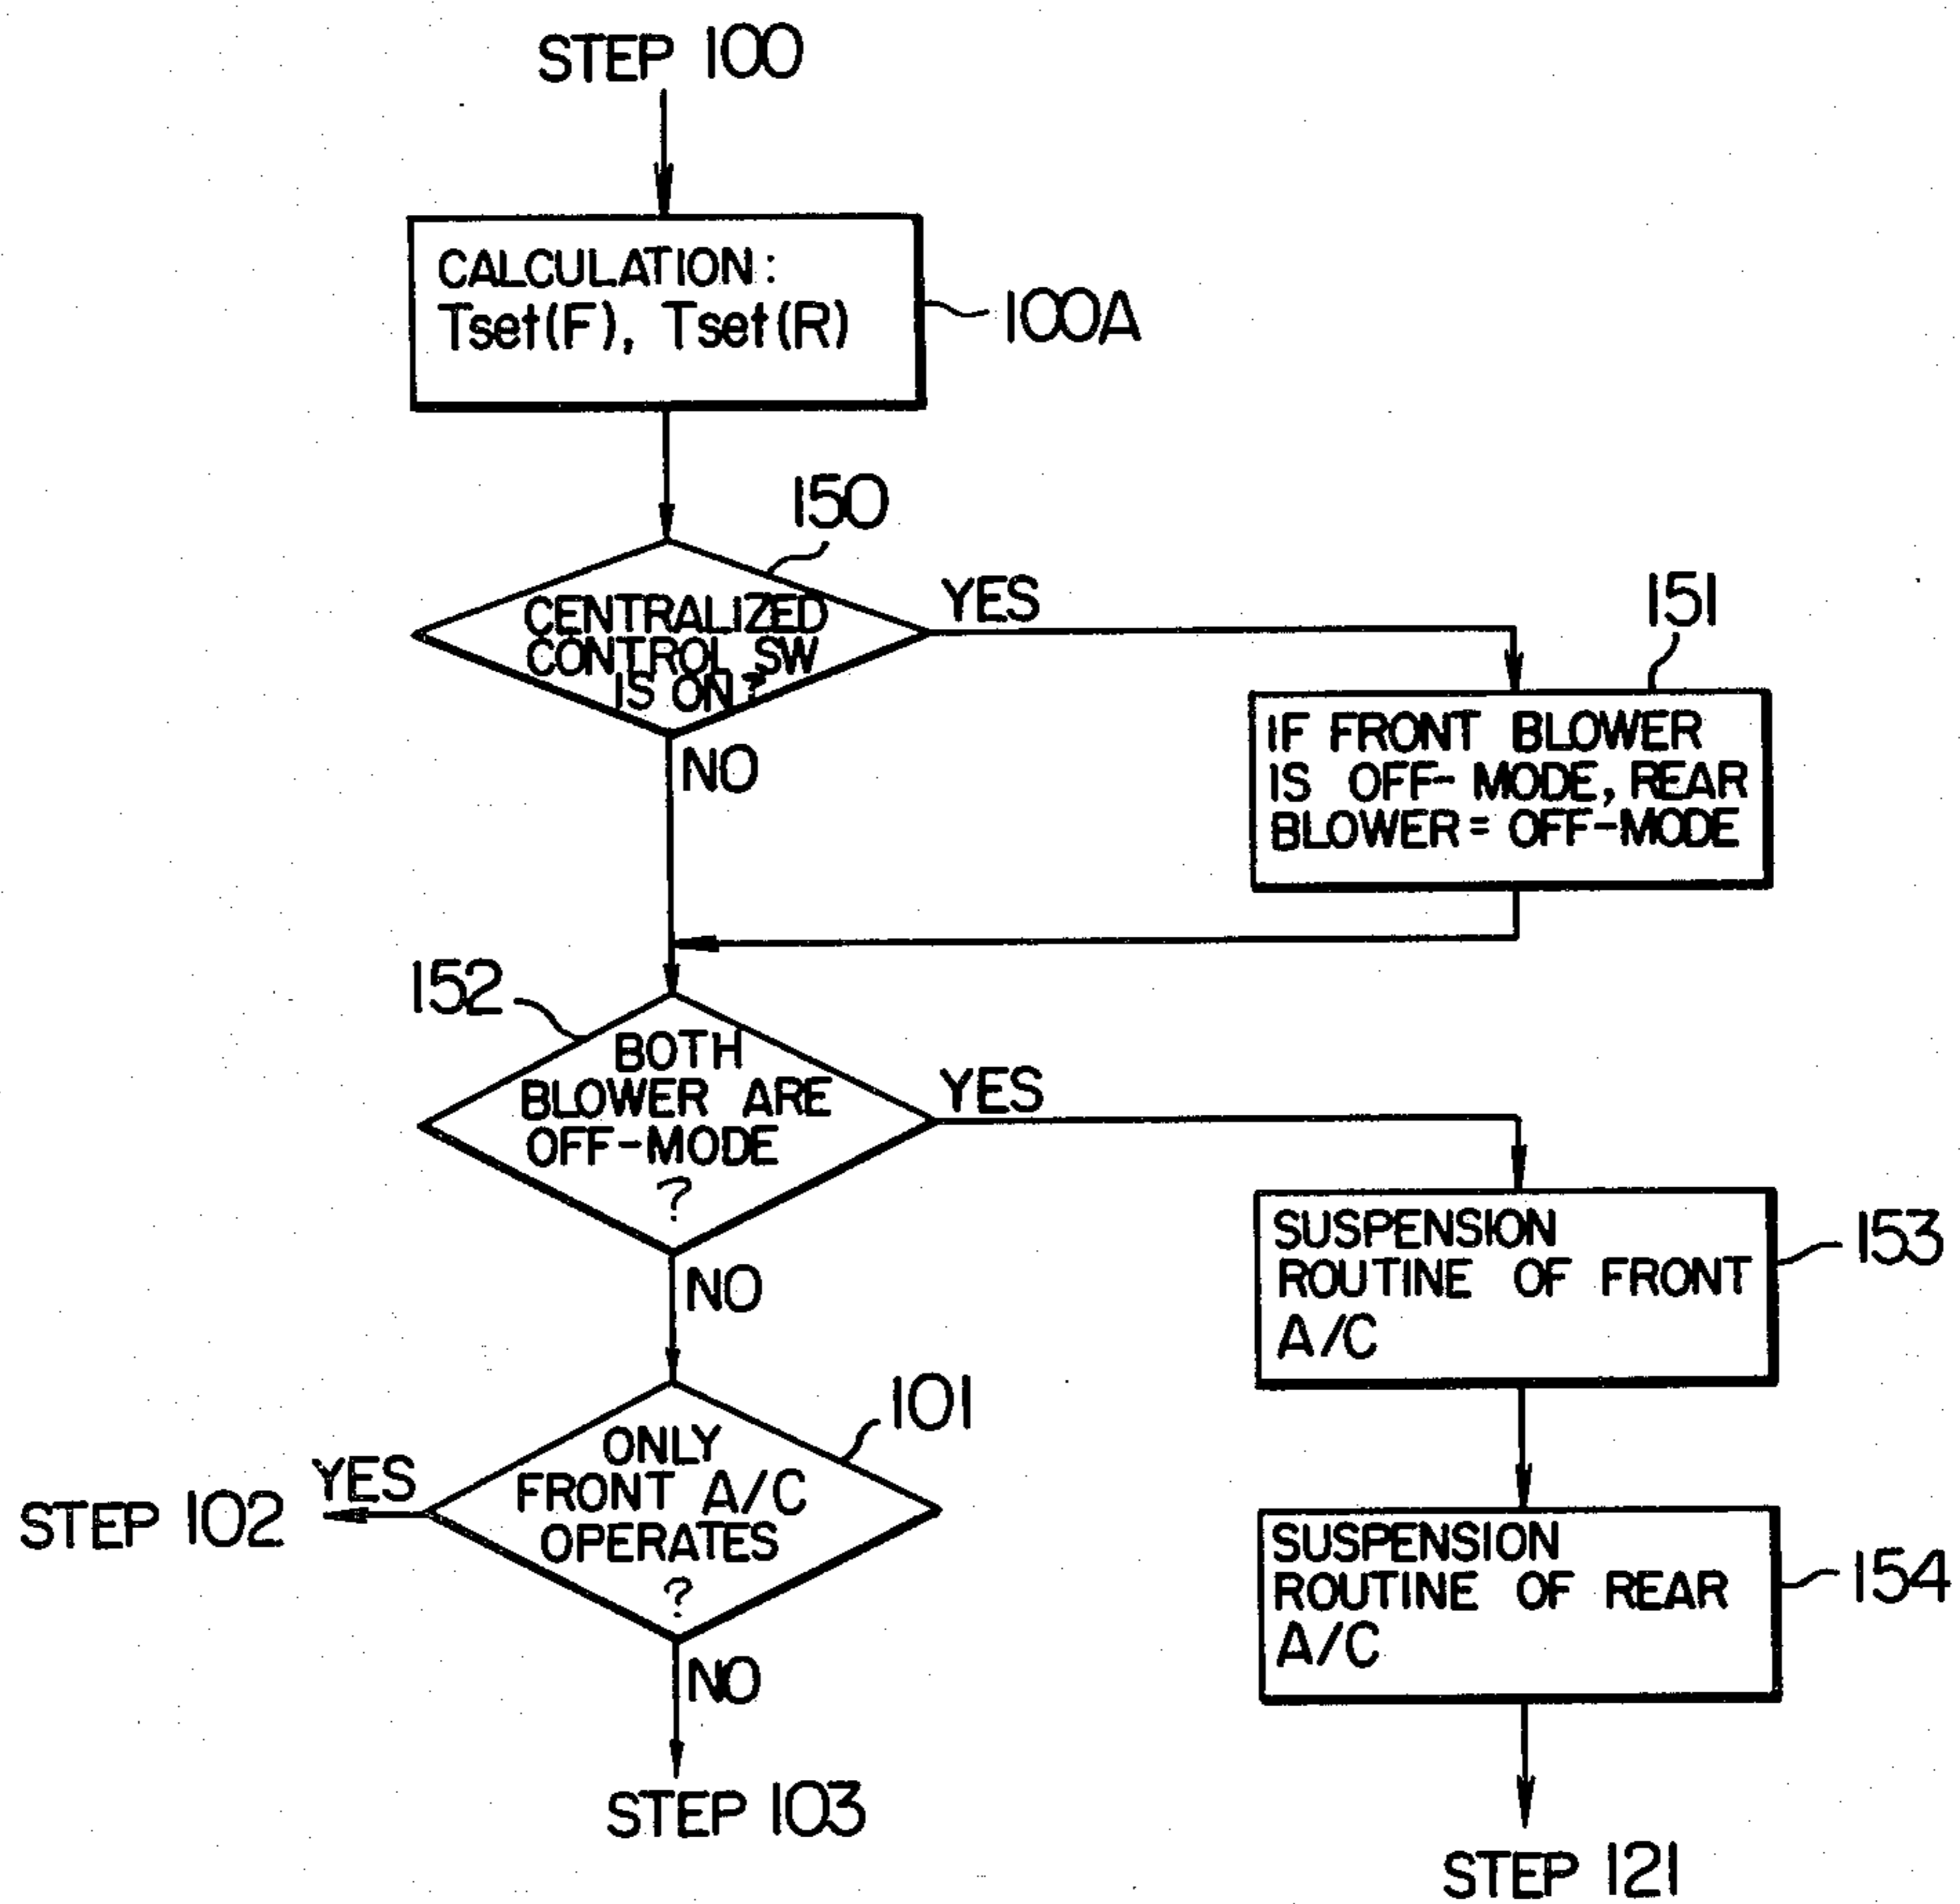 STEP 100
CALCULATION:
Tset(F), Tset(R)
100A
150
CENTRALIZED
CONTROL SW
IS ON?
YES
NO
151
IF FRONT BLOWER
IS OFF-MODE, REAR
BLOWER= OFF-MODE
152
BOTH
BLOWER ARE
OFF-MODE
?
YES
NO
153
SUSPENSION
ROUTINE OF FRONT
A/C
101
ONLY
FRONT A/C
OPERATES
?
YES
STEP 102
NO
STEP 103
154
SUSPENSION
ROUTINE OF REAR
A/C
STEP 121